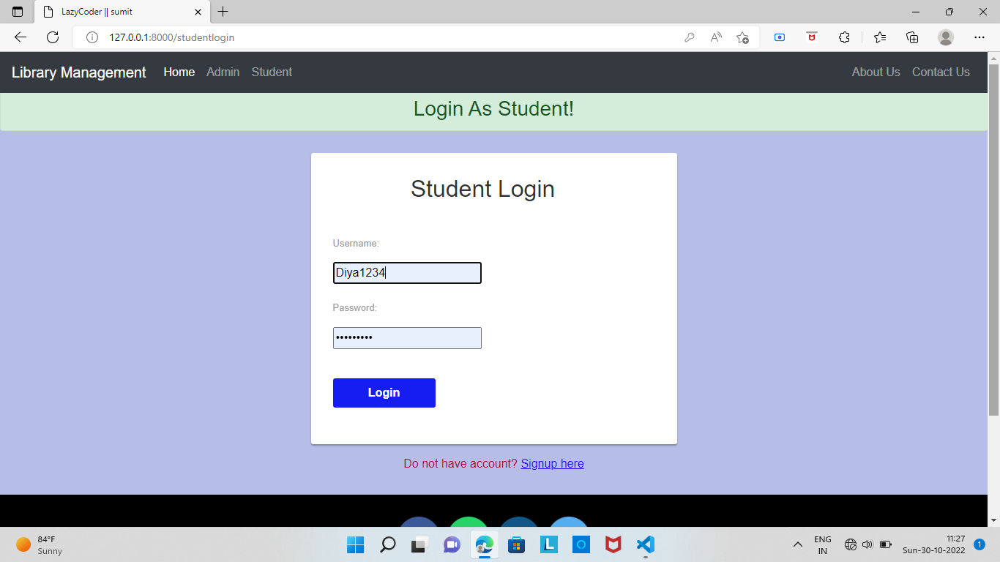 LazyCoder || sumit
127.0.0.1:8000/studentlogin
Library Management Home Admin Student About Us Contact Us
Login As Student!
Student Login
Username:
Diya1234
Password:
•••••••••
Login
Do not have account? Signup here
84°F
Sunny
ENG
IN
11:27
Sun-30-10-2022
1